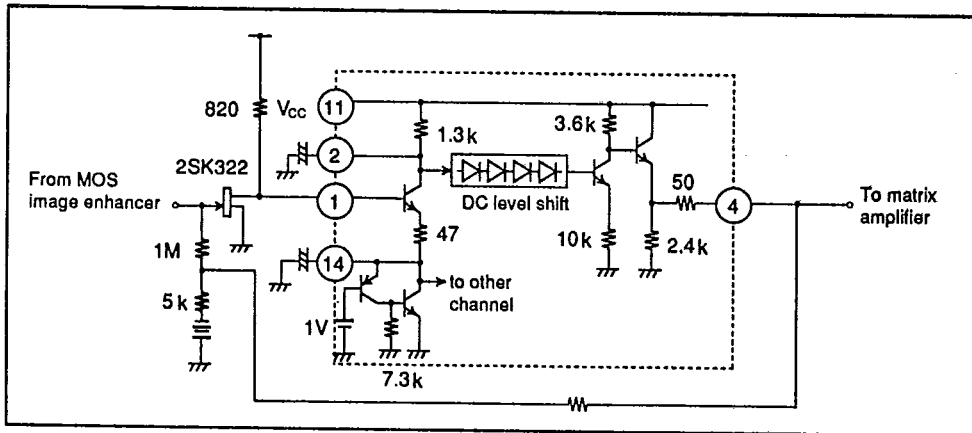 820
Vcc
11
1.3k
3.6k
2
2SK322
From MOS
image enhancer
1
DC level shift
50
4
To matrix
amplifier
1M
47
10k
2.4k
14
to other
channel
5k
1V
7.3k